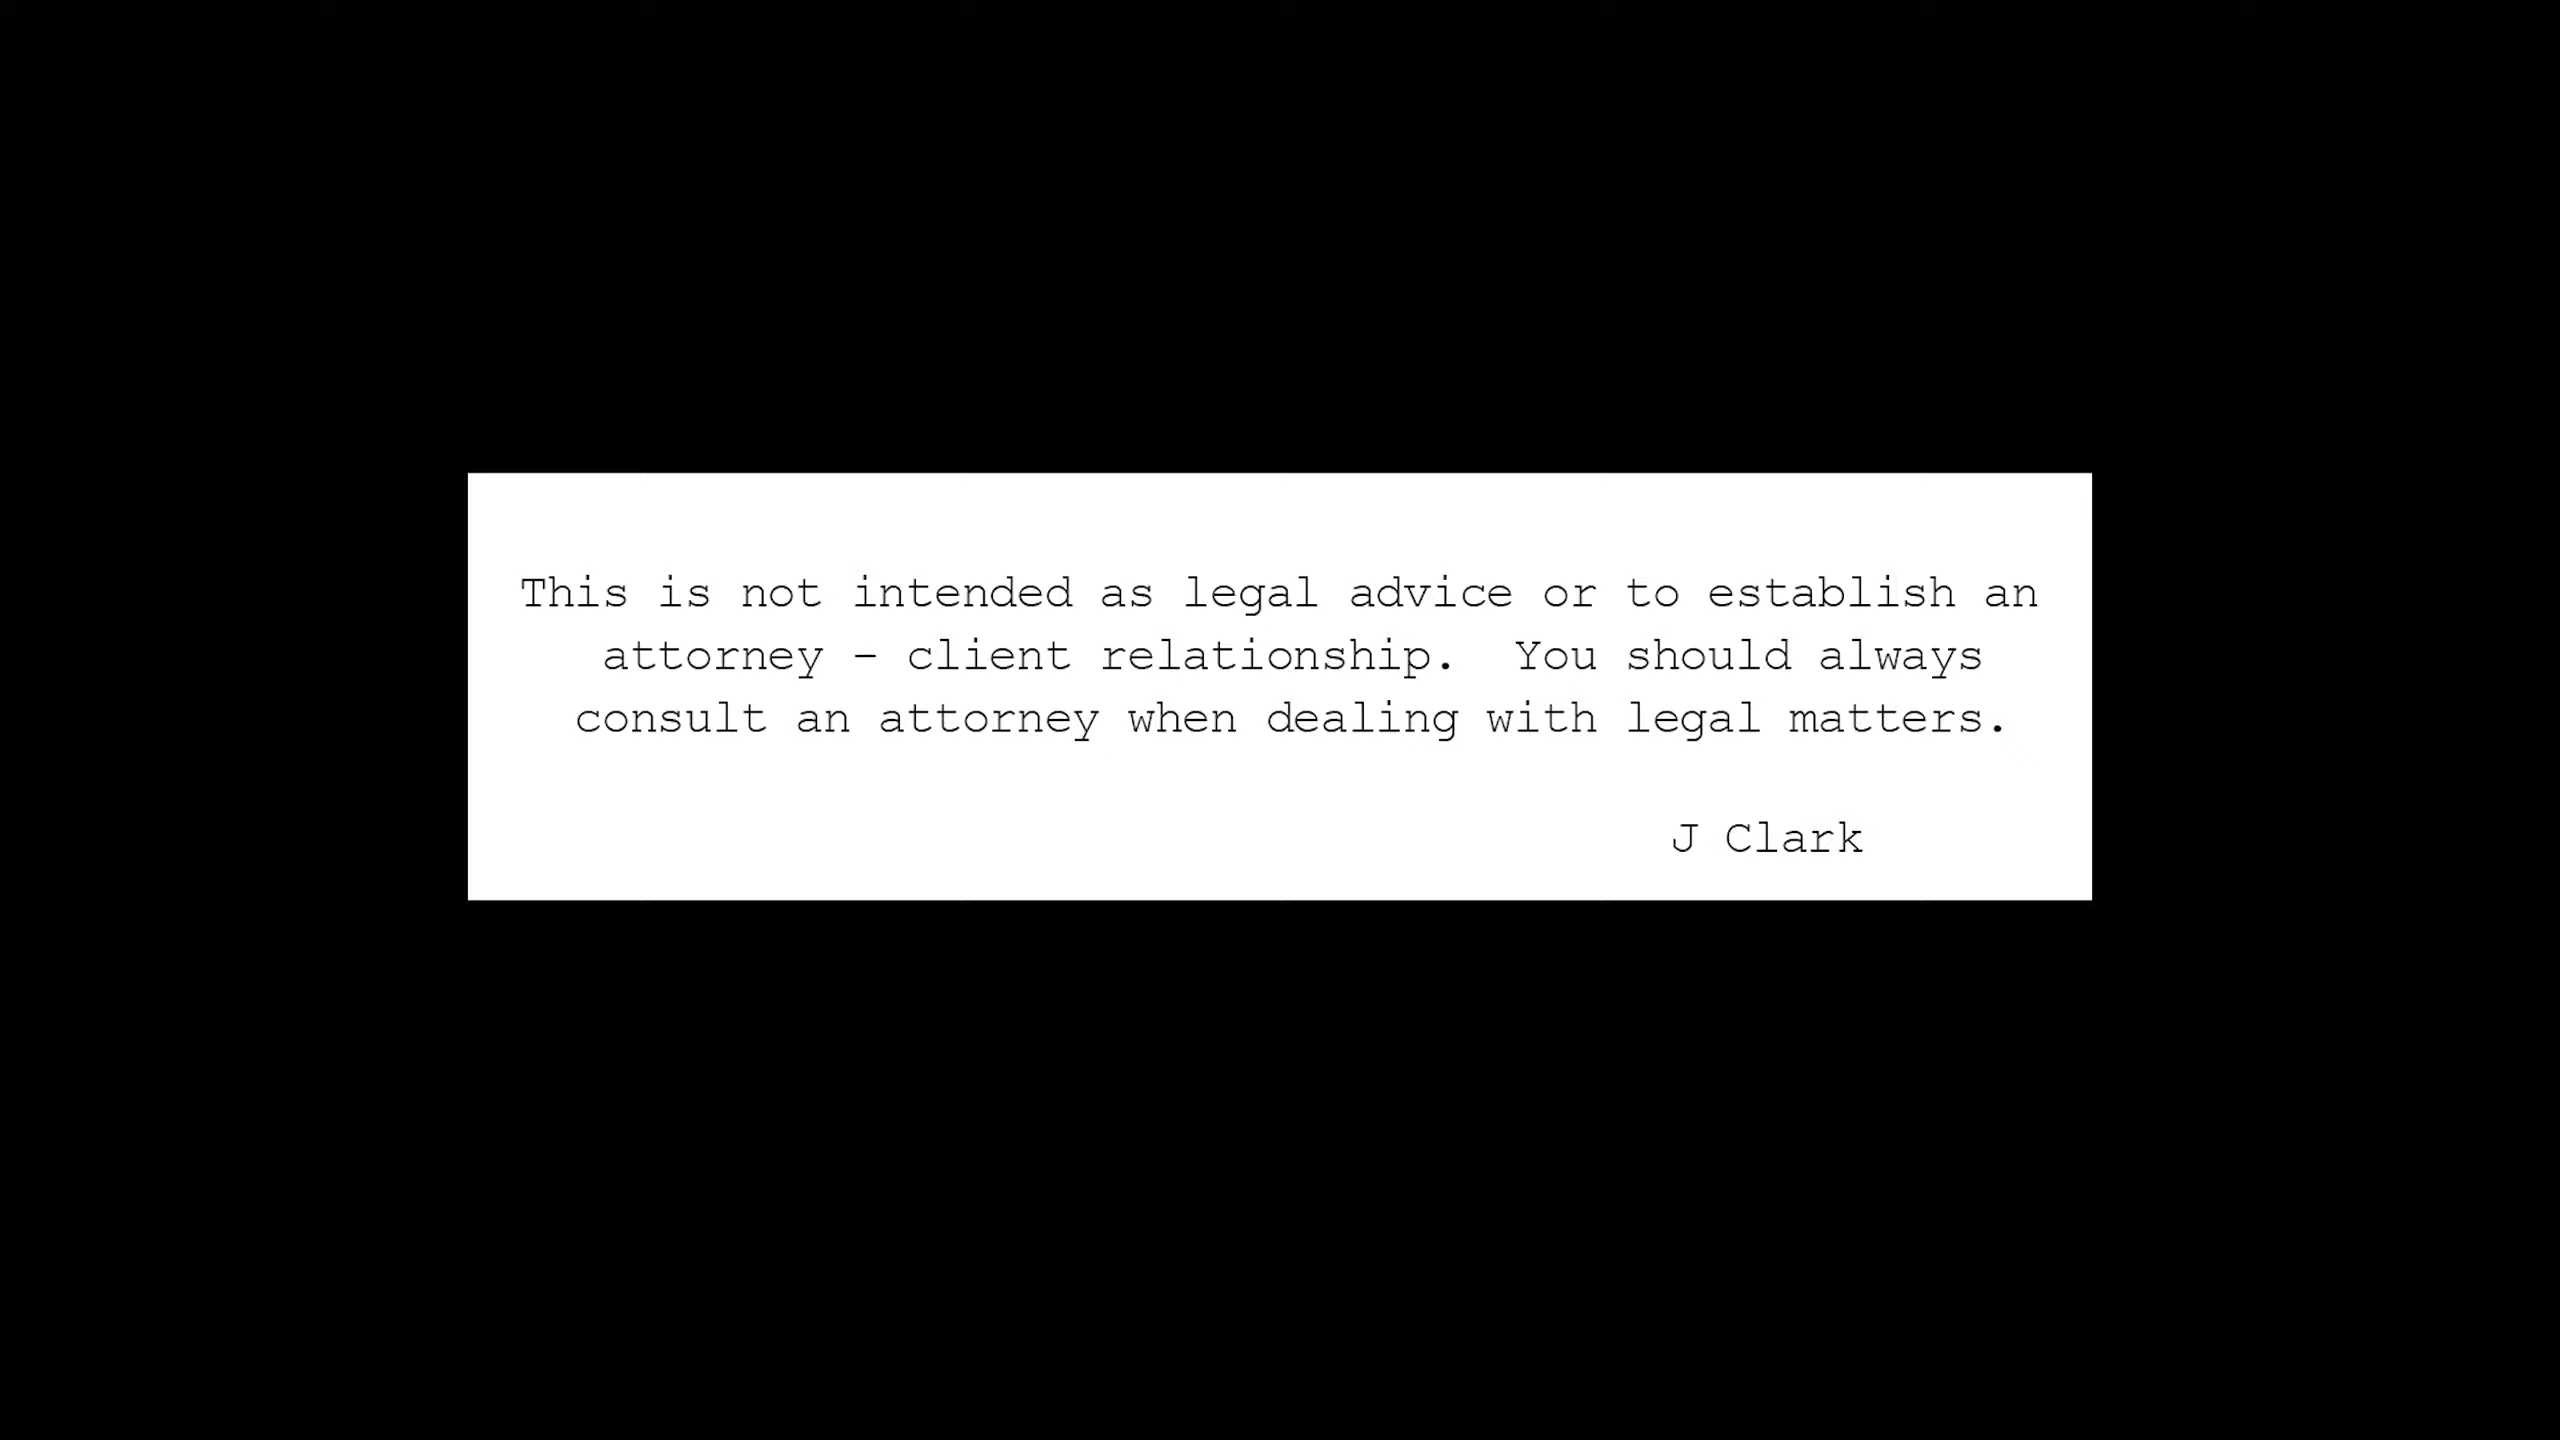 This is not intended as legal advice or to establish an
attorney - client relationship.  You should always
consult an attorney when dealing with legal matters.
J Clark